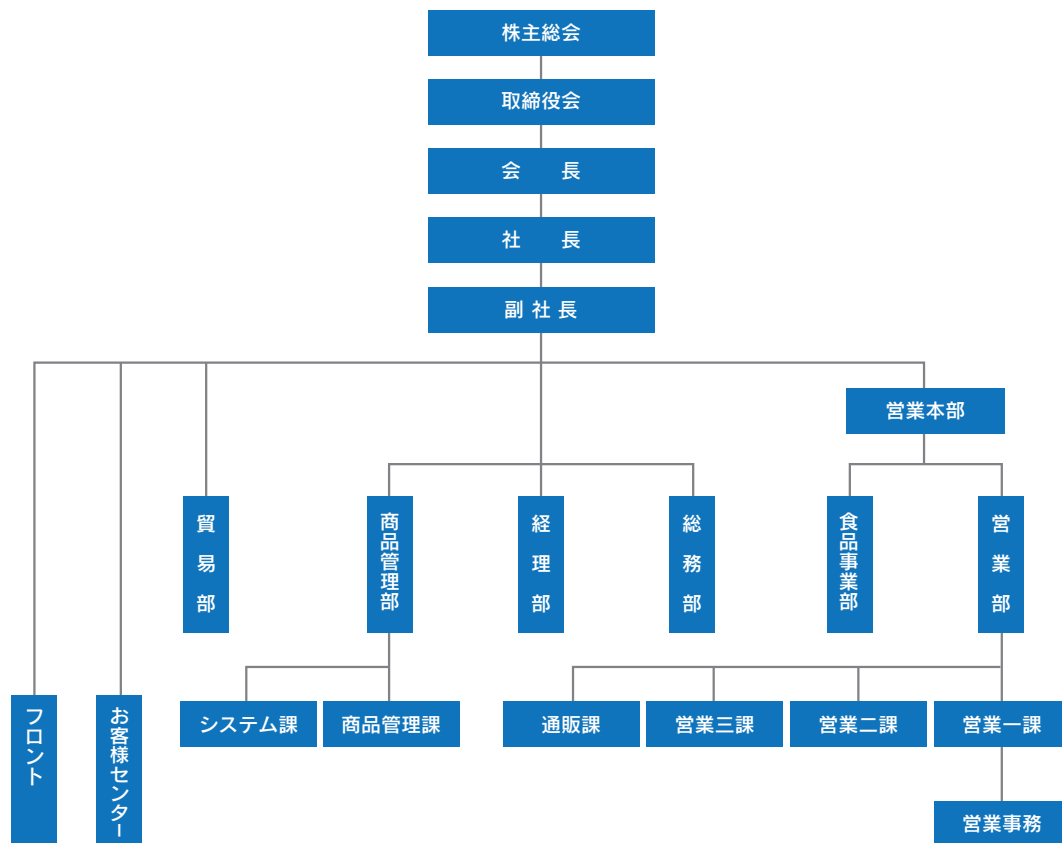 株主総会
取締役会
会　　長
社　　長
副 社 長
営業本部
貿易部
商品管理部
経理部
総務部
食品事業部
営業部
フロント
お客様センター
システム課
商品管理課
通販課
営業三課
営業二課
営業一課
営業事務